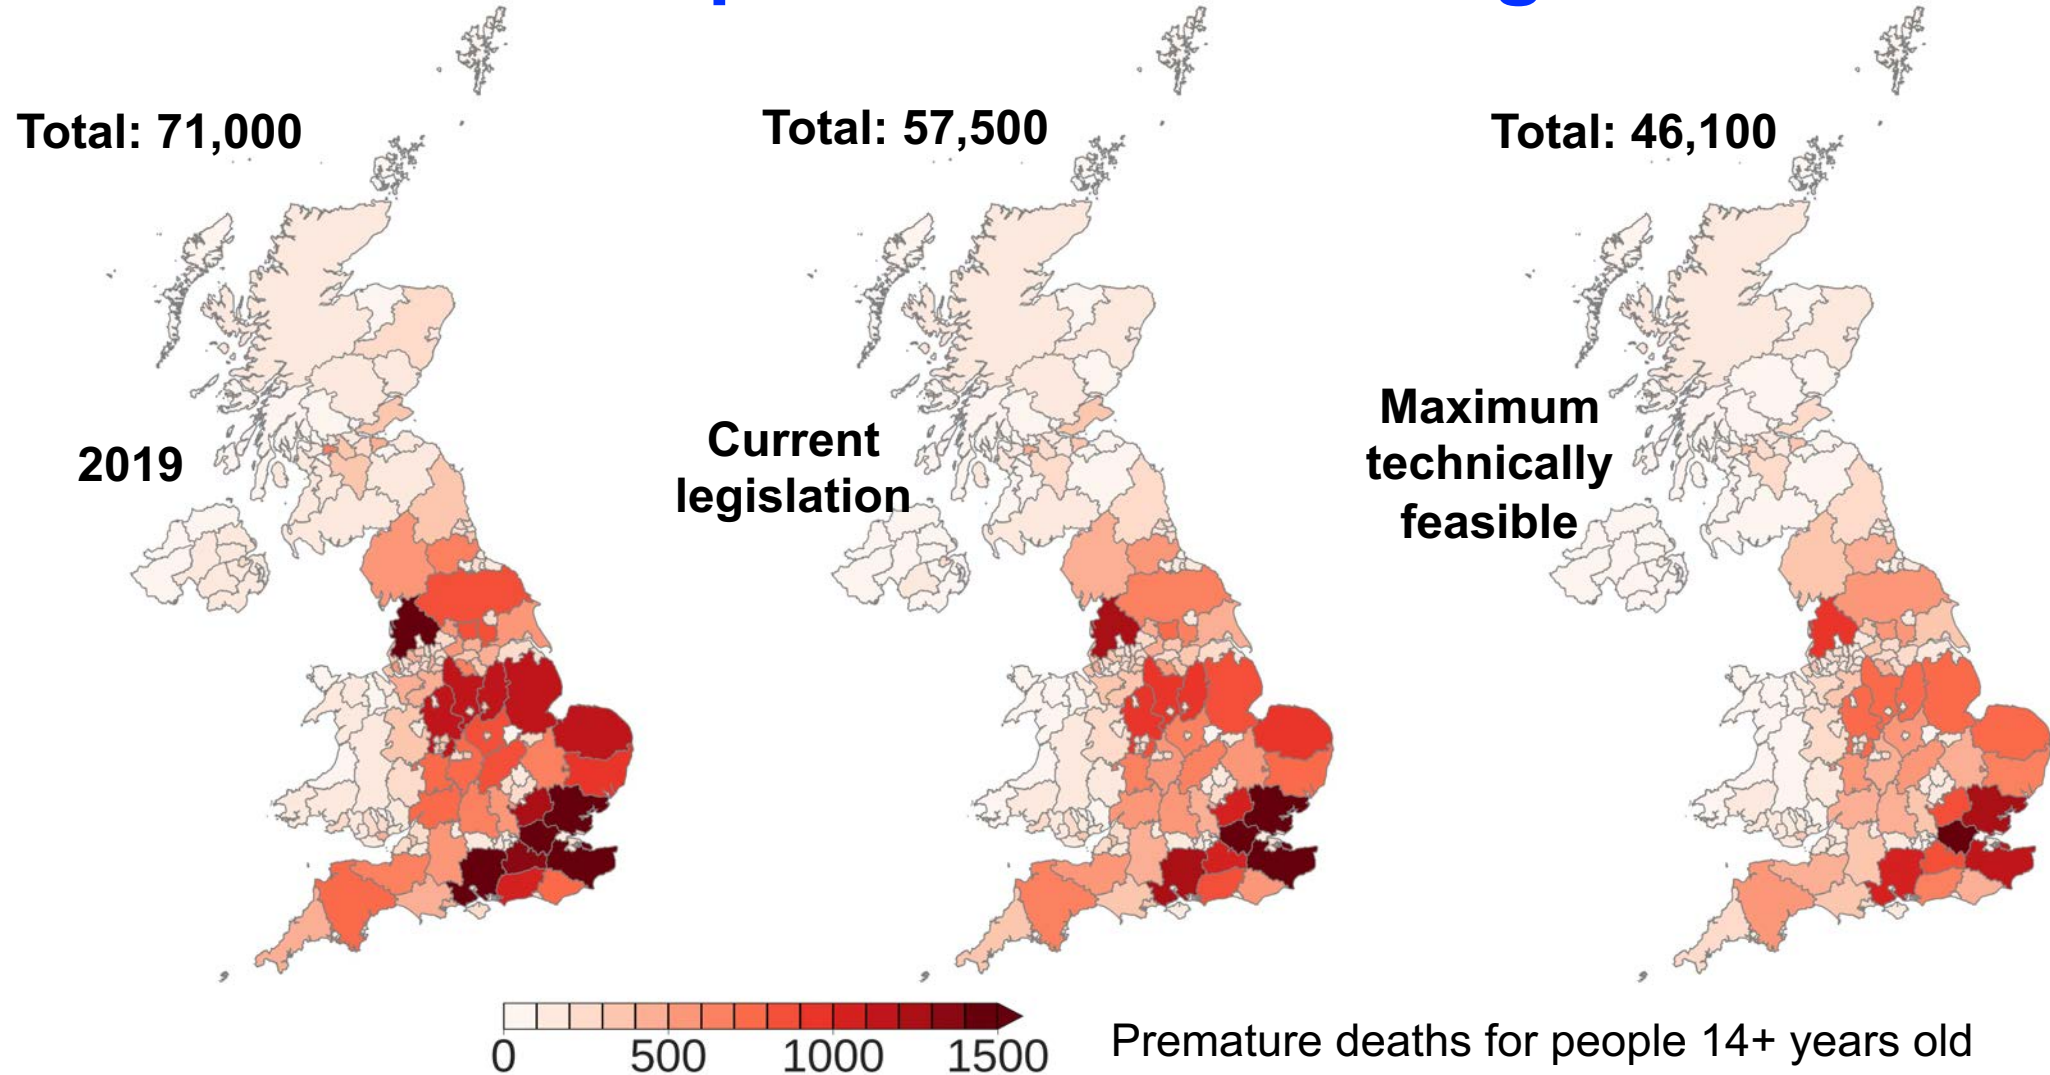 Total: 71,000
Total: 57,500
Total: 46,100
2019
Current
legislation
Maximum
technically
feasible
0 500 1000 1500
Premature deaths for people 14+ years old